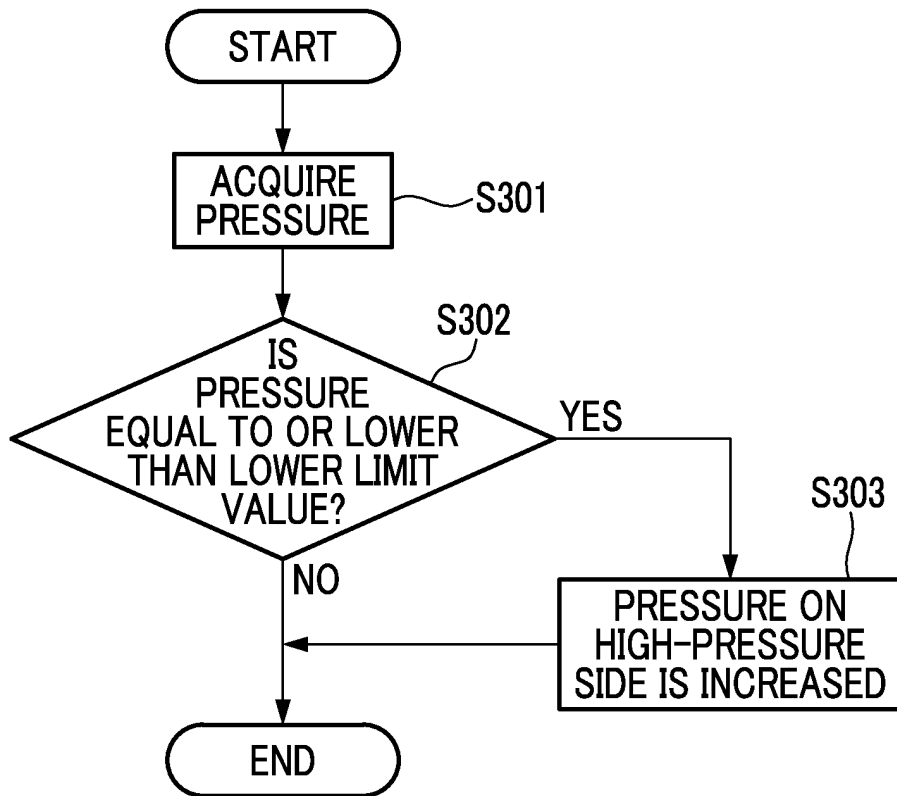 START
ACQUIRE
PRESSURE
S301
S302
IS
PRESSURE
EQUAL TO OR LOWER
THAN LOWER LIMIT
VALUE?
YES
NO
S303
PRESSURE ON
HIGH-PRESSURE
SIDE IS INCREASED
END